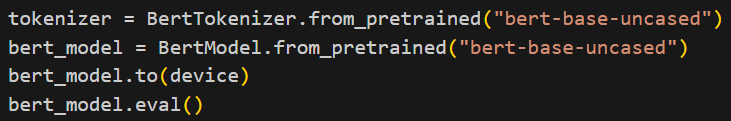 tokenizer = BertTokenizer.from_pretrained("bert-base-uncased")
bert_model = BertModel.from_pretrained("bert-base-uncased")
bert_model.to(device)
bert_model.eval()